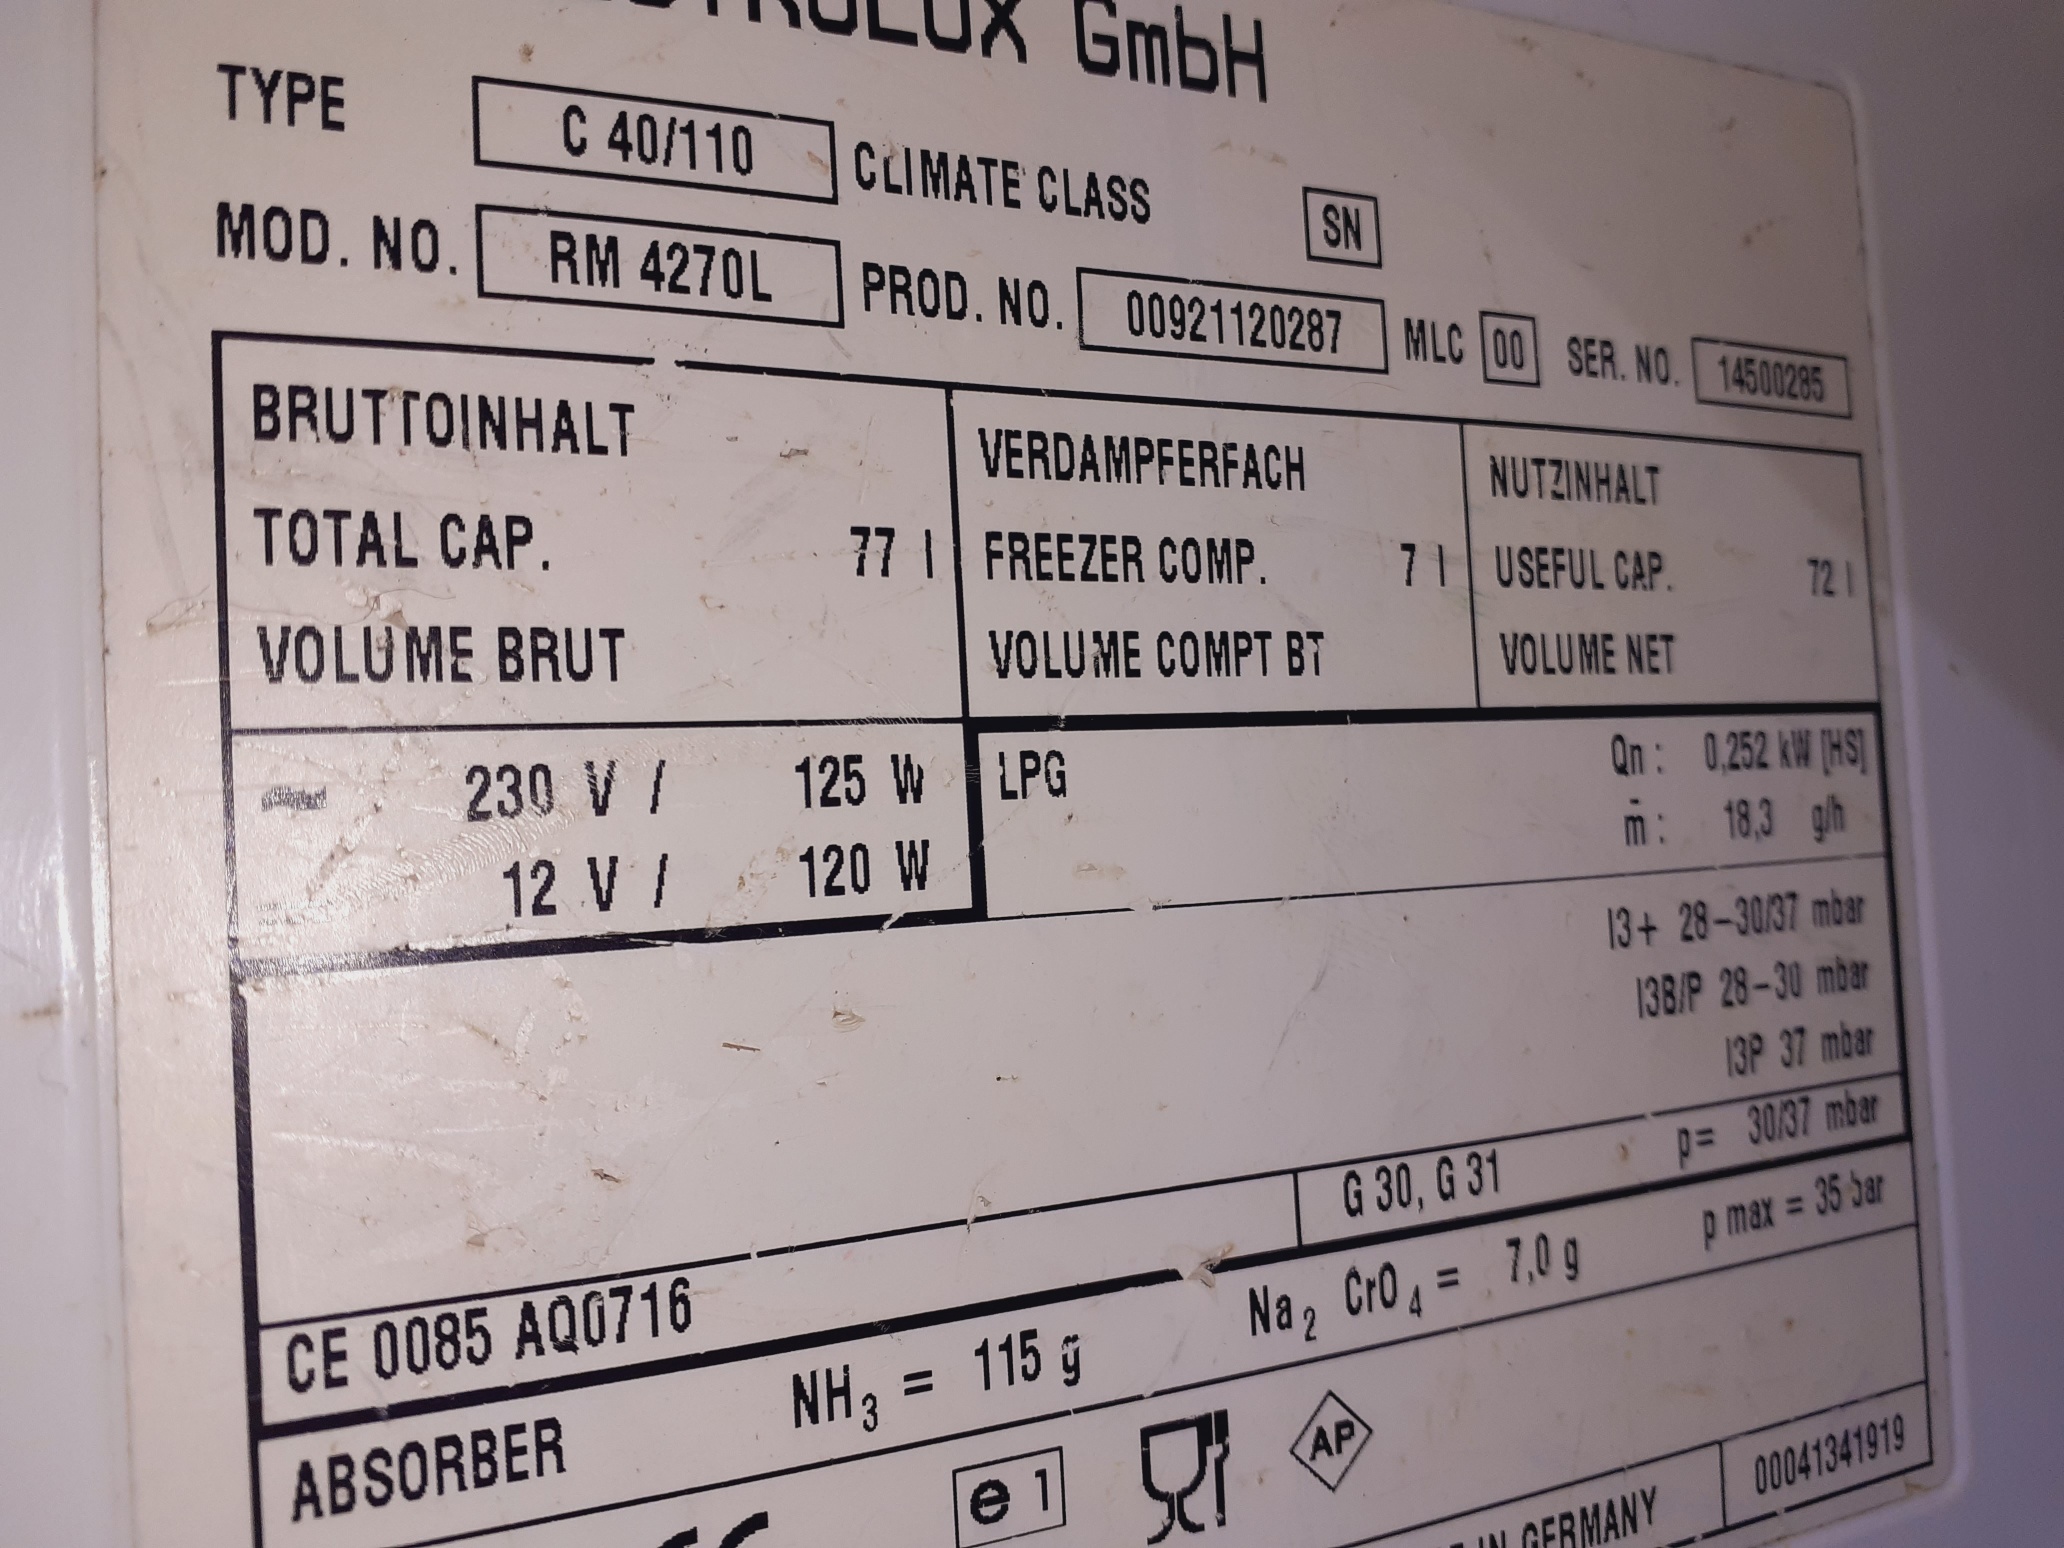 GmbH
TYPE C 40/110 CLIMATE CLASS SN
MOD. NO. RM 4270L PROD. NO. 00921120287 MLC 00 SER. NO. 14500285
BRUTTOINHALT VERDAMPFERFACH NUTZINHALT
TOTAL CAP. 77 l FREEZER COMP. 7 l USEFUL CAP. 72 l
VOLUME BRUT VOLUME COMPT BT VOLUME NET
~ 230 V / 125 W LPG Qn : 0,252 kW [HS]
12 V / 120 W ṁ : 18,3 g/h
I3+ 28-30/37 mbar
I3B/P 28-30 mbar
I3P 37 mbar
G 30, G 31 p= 30/37 mbar
CE 0085 AQ0716
ABSORBER NH3 = 115 g Na2 CrO4 = 7,0 g p max = 35 bar
e 1 AP
IN GERMANY 00041341919